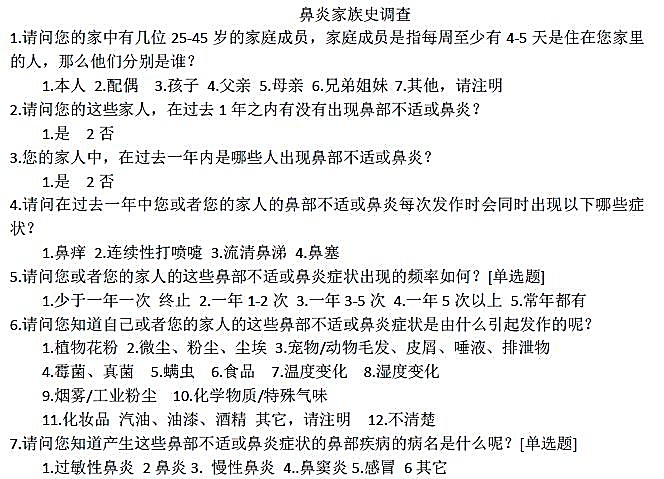 鼻炎家族史调查
1.请问您的家中有几位 25-45 岁的家庭成员，家庭成员是指每周至少有 4-5 天是住在您家里
的人，那么他们分别是谁？
1.本人 2.配偶 3.孩子 4.父亲 5.母亲 6.兄弟姐妹 7.其他，请注明
2.请问您的这些家人，在过去 1 年之内有没有出现鼻部不适或鼻炎？
1.是 2 否
3.您的家人中，在过去一年内是哪些人出现鼻部不适或鼻炎？
1.是 2 否
4.请问在过去一年中您或者您的家人的鼻部不适或鼻炎每次发作时会同时出现以下哪些症
状？
1.鼻痒 2.连续性打喷嚏 3.流清鼻涕 4.鼻塞
5.请问您或者您的家人的这些鼻部不适或鼻炎症状出现的频率如何？[单选题]
1.少于一年一次 终止 2.一年 1-2 次 3.一年 3-5 次 4.一年 5 次以上 5.常年都有
6.请问您知道自己或者您的家人的这些鼻部不适或鼻炎症状是由什么引起发作的呢？
1.植物花粉 2.微尘、粉尘、尘埃 3.宠物/动物毛发、皮屑、唾液、排泄物
4.霉菌、真菌 5.螨虫 6.食品 7.温度变化 8.湿度变化
9.烟雾/工业粉尘 10.化学物质/特殊气味
11.化妆品 汽油、油漆、酒精 其它，请注明 12.不清楚
7.请问您知道产生这些鼻部不适或鼻炎症状的鼻部疾病的病名是什么呢？[单选题]
1.过敏性鼻炎 2 鼻炎 3. 慢性鼻炎 4..鼻窦炎 5.感冒 6 其它